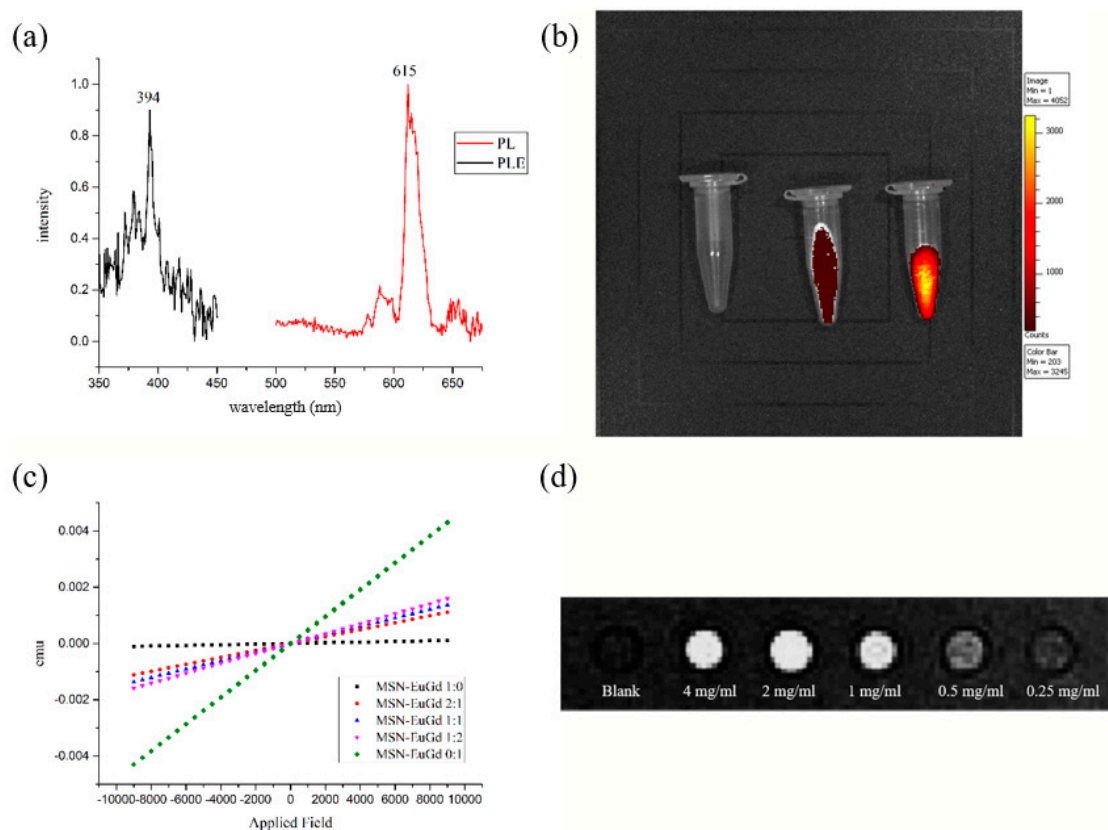 (a)
394
615
1.0
0.8
0.6
0.4
0.2
0.0
intensity
PL
PLE
350
400
450
500
550
600
650
wavelength (nm)
(b)
Image
Min = 1
Max = 4052
3000
2000
1000
Counts
Color Bar
Min = 203
Max = 3245
(c)
0.004
0.002
0.000
-0.002
-0.004
emu
MSN-EuGd 1:0
MSN-EuGd 2:1
MSN-EuGd 1:1
MSN-EuGd 1:2
MSN-EuGd 0:1
-10000 -8000 -6000 -4000 -2000 0 2000 4000 6000 8000 10000
Applied Field
(d)
Blank 4 mg/ml 2 mg/ml 1 mg/ml 0.5 mg/ml 0.25 mg/ml